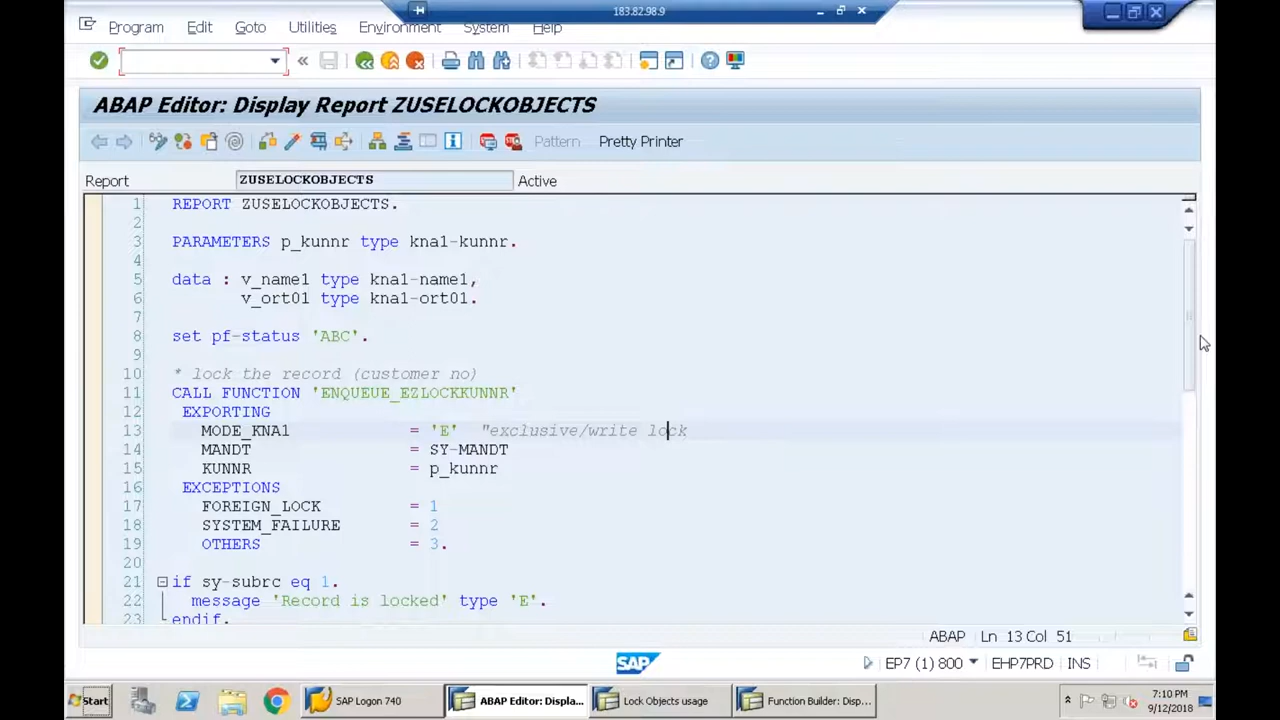 183.82.98.9
Program Edit Goto Utilities Environment System Help
ABAP Editor: Display Report ZUSELOCKOBJECTS
Pattern Pretty Printer
Report ZUSELOCKOBJECTS Active
1 REPORT ZUSELOCKOBJECTS.
2
3 PARAMETERS p_kunnr type kna1-kunnr.
4
5 data : v_name1 type kna1-name1,
6 v_ort01 type kna1-ort01.
7
8 set pf-status 'ABC'.
9
10 * lock the record (customer no)
11 CALL FUNCTION 'ENQUEUE_EZLOCKKUNNR'
12 EXPORTING
13 MODE_KNA1 = 'E' "exclusive/write lock
14 MANDT = SY-MANDT
15 KUNNR = p_kunnr
16 EXCEPTIONS
17 FOREIGN_LOCK = 1
18 SYSTEM_FAILURE = 2
19 OTHERS = 3.
20
21 if sy-subrc eq 1.
22 message 'Record is locked' type 'E'.
23 endif.
ABAP Ln 13 Col 51
SAP EP7 (1) 800 EHP7PRD INS
Start SAP Logon 740 ABAP Editor: Displa... Lock Objects usage Function Builder: Disp... 7:10 PM
9/12/2018